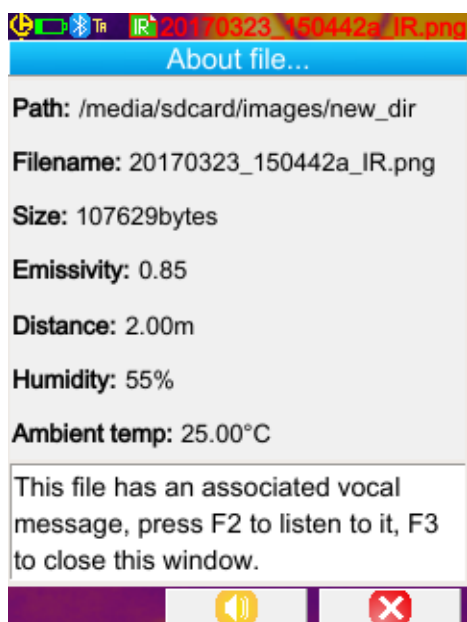 TA IR 20170323_150442a_IR.png
About file...
Path: /media/sdcard/images/new_dir
Filename: 20170323_150442a_IR.png
Size: 107629bytes
Emissivity: 0.85
Distance: 2.00m
Humidity: 55%
Ambient temp: 25.00°C
This file has an associated vocal
message, press F2 to listen to it, F3
to close this window.